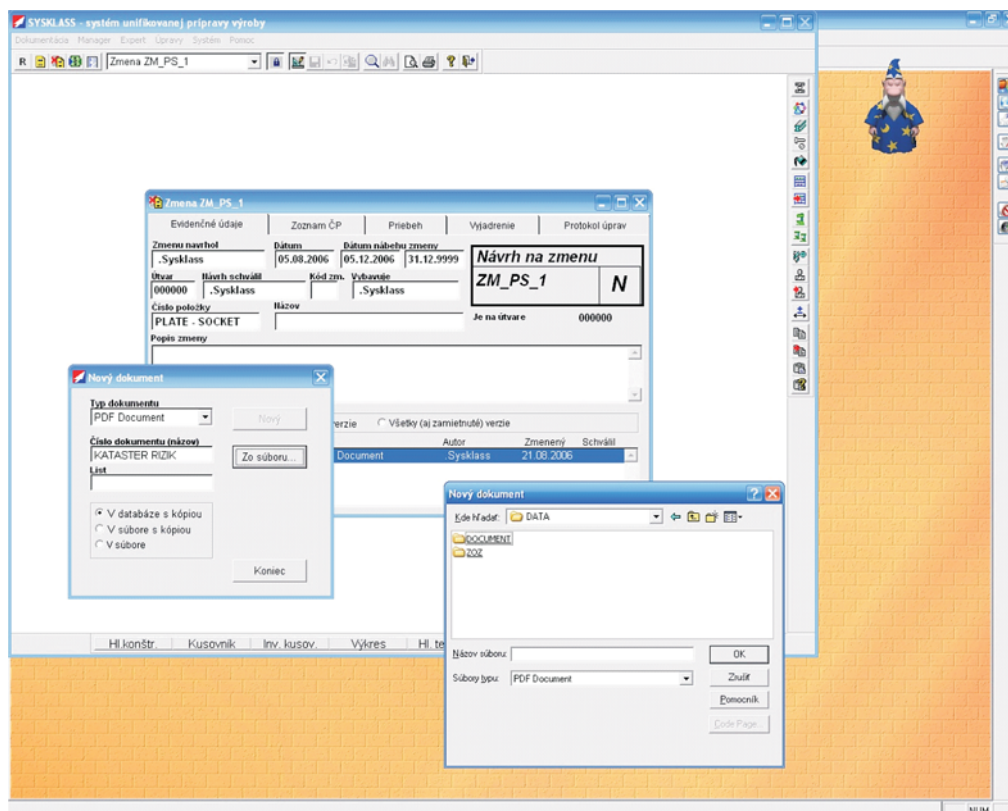 SYSKLASS - systém unifikovanej prípravy výroby
Dokumentácia Manager Expert Úpravy Systém Pomoc
R Zmena ZM_PS_1
Zmena ZM_PS_1
Evidenčné údaje Zoznam ČP Priebeh Vyjadrenie Protokol úprav
Zmenu navrhol Dátum Dátum nábehu zmeny
.Sysklass 05.08.2006 05.12.2006 31.12.9999
Návrh na zmenu
ZM_PS_1 N
Útvar Návrh schválil Kód zm. Vybavuje
000000 .Sysklass .Sysklass
Číslo položky Názov
PLATE - SOCKET
Je na útvare 000000
Popis zmeny
verzie Všetky (aj zamietnuté) verzie
Autor Zmenený Schválil
Document .Sysklass 21.08.2006
Nový dokument
Typ dokumentu
PDF Document
Nový
Číslo dokumentu (názov)
KATASTER RIZIK
Zo súboru...
List
V databáze s kópiou
V súbore s kópiou
V súbore
Koniec
Nový dokument
Kde hľadať: DATA
DOCUMENT
ZOZ
Názov súboru:
OK
Súbory typu: PDF Document
Zrušiť
Pomocník
Code Page...
Hl.konštr. Kusovník Inv. kusov. Výkres Hl. te
NUM